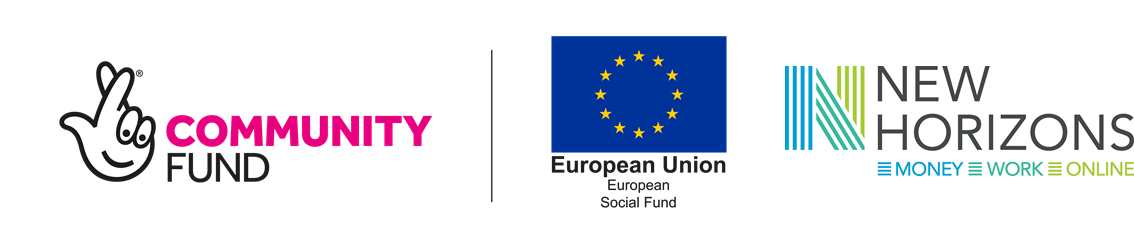 ®
COMMUNITY
FUND
European Union
European
Social Fund
NEW
HORIZONS
MONEY WORK ONLINE